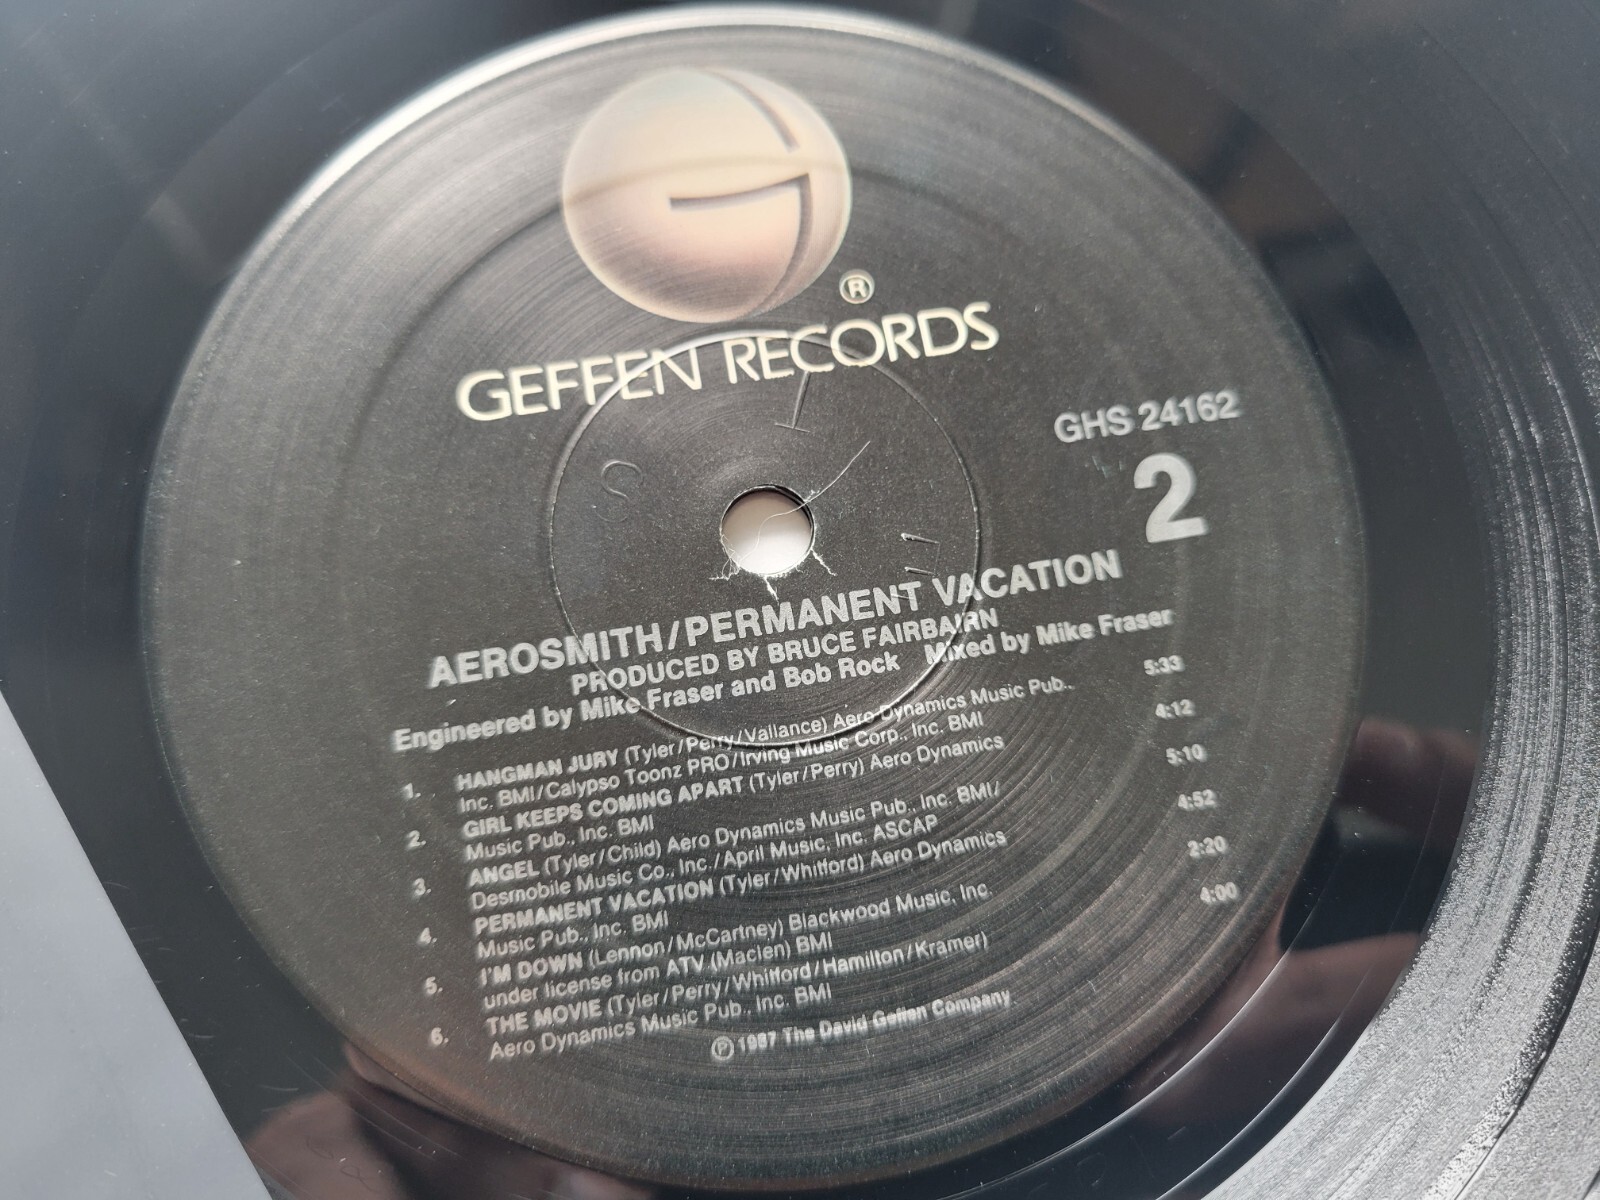 ®
GEFFEN RECORDS
GHS 24162
2
AEROSMITH/PERMANENT VACATION
PRODUCED BY BRUCE FAIRBAIRN
Engineered by Mike Fraser and Bob Rock Mixed by Mike Fraser
1. HANGMAN JURY (Tyler/Perry/Vallance) Aero Dynamics Music Pub., 5:33
Inc. BMI/Calypso Toonz PRO/Irving Music Corp., Inc. BMI
2. GIRL KEEPS COMING APART (Tyler/Perry) Aero Dynamics 4:12
Music Pub., Inc. BMI
3. ANGEL (Tyler/Child) Aero Dynamics Music Pub., Inc. BMI/ 5:10
Desmobile Music Co., Inc./April Music, Inc. ASCAP
4. PERMANENT VACATION (Tyler/Whitford) Aero Dynamics 4:52
Music Pub., Inc. BMI
5. I'M DOWN (Lennon/McCartney) Blackwood Music, Inc. 2:20
under license from ATV (Maclen) BMI
6. THE MOVIE (Tyler/Perry/Whitford/Hamilton/Kramer) 4:00
Aero Dynamics Music Pub., Inc. BMI
℗ 1987 The David Geffen Company